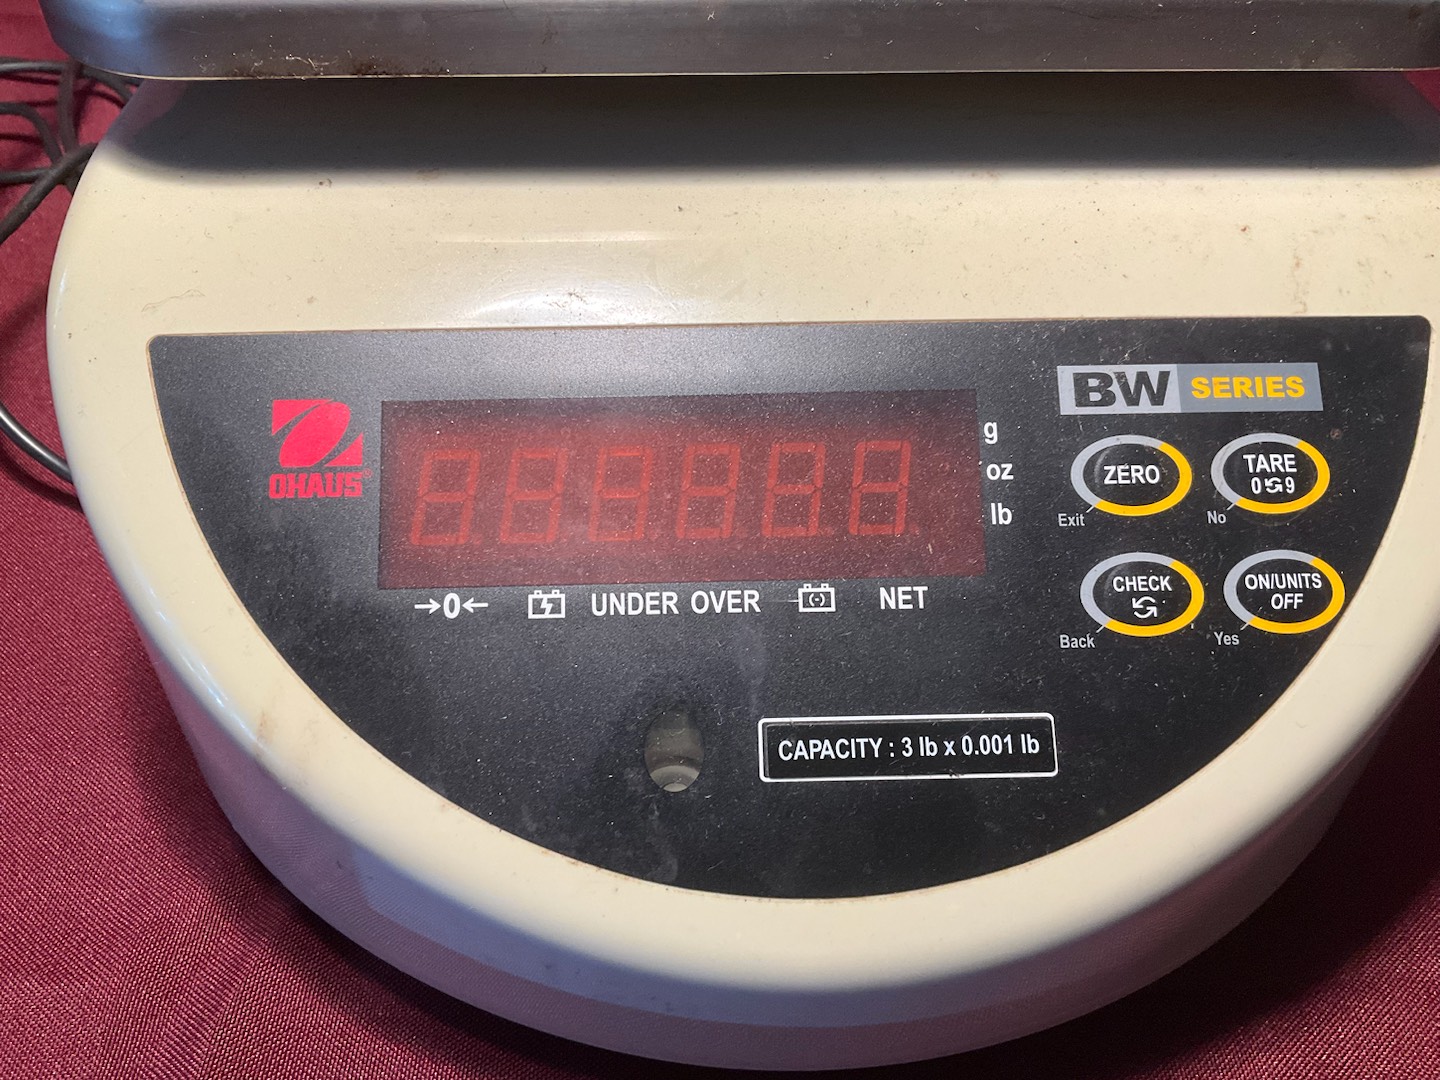 BW SERIES
OHAUS
g
oz
lb
ZERO
Exit
TARE
0 9
No
CHECK
Back
ON/UNITS
OFF
Yes
→0← UNDER OVER NET
CAPACITY : 3 lb x 0.001 lb